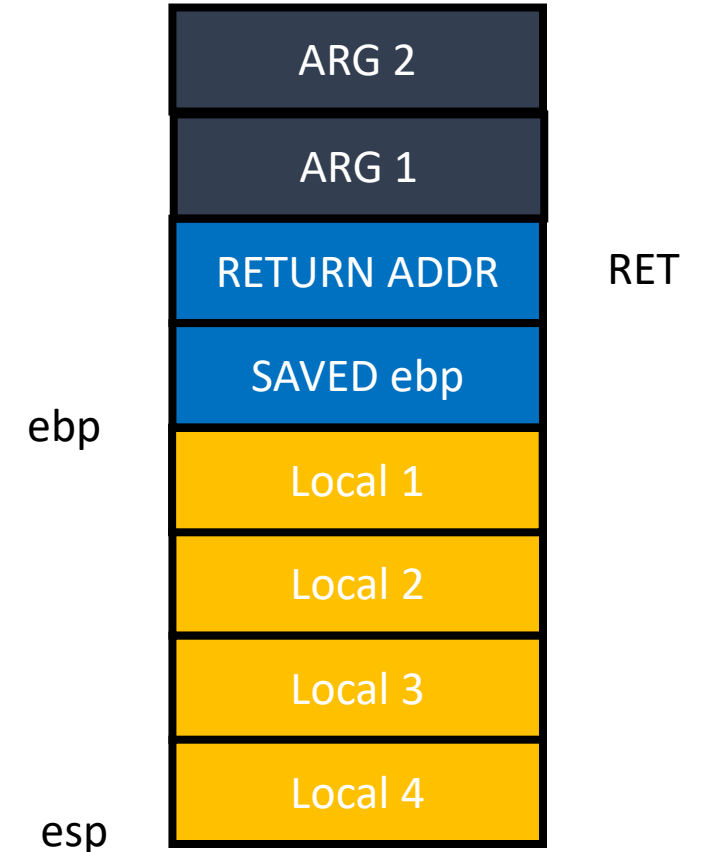 ARG 2
ARG 1
RETURN ADDR
RET
SAVED ebp
ebp
Local 1
Local 2
Local 3
Local 4
esp